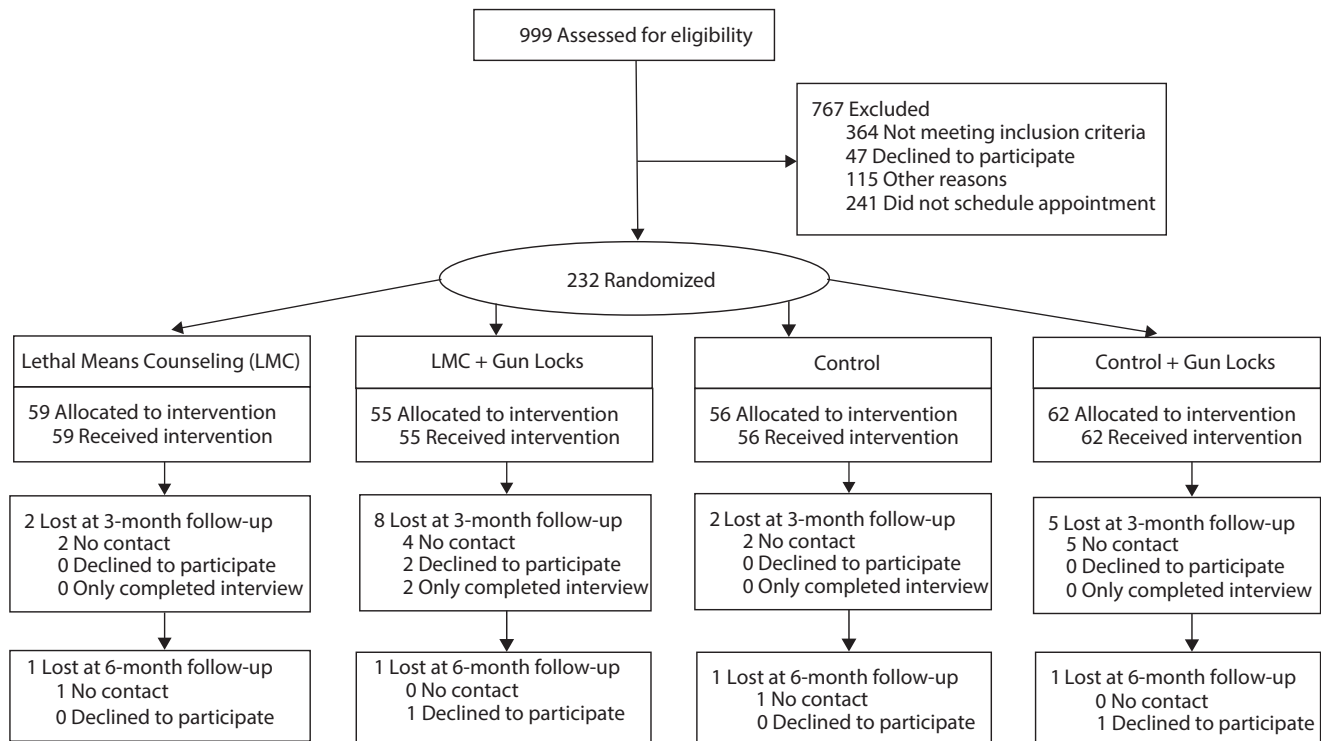 999 Assessed for eligibility
767 Excluded
364 Not meeting inclusion criteria
47 Declined to participate
115 Other reasons
241 Did not schedule appointment
232 Randomized
Lethal Means Counseling (LMC)
59 Allocated to intervention
59 Received intervention
2 Lost at 3-month follow-up
2 No contact
0 Declined to participate
0 Only completed interview
1 Lost at 6-month follow-up
1 No contact
0 Declined to participate
LMC + Gun Locks
55 Allocated to intervention
55 Received intervention
8 Lost at 3-month follow-up
4 No contact
2 Declined to participate
2 Only completed interview
1 Lost at 6-month follow-up
0 No contact
1 Declined to participate
Control
56 Allocated to intervention
56 Received intervention
2 Lost at 3-month follow-up
2 No contact
0 Declined to participate
0 Only completed interview
1 Lost at 6-month follow-up
1 No contact
0 Declined to participate
Control + Gun Locks
62 Allocated to intervention
62 Received intervention
5 Lost at 3-month follow-up
5 No contact
0 Declined to participate
0 Only completed interview
1 Lost at 6-month follow-up
0 No contact
1 Declined to participate